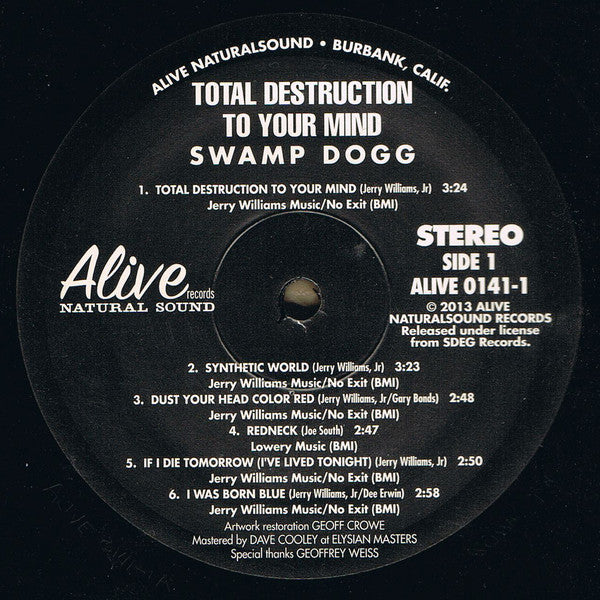 ALIVE NATURALSOUND • BURBANK, CALIF.
TOTAL DESTRUCTION
TO YOUR MIND
SWAMP DOGG
1. TOTAL DESTRUCTION TO YOUR MIND (Jerry Williams, Jr) 3:24
Jerry Williams Music/No Exit (BMI)
Alive
records
NATURAL SOUND
STEREO
SIDE 1
ALIVE 0141-1
© 2013 ALIVE
NATURALSOUND RECORDS
Released under license
from SDEG Records.
2. SYNTHETIC WORLD (Jerry Williams, Jr) 3:23
Jerry Williams Music/No Exit (BMI)
3. DUST YOUR HEAD COLOR RED (Jerry Williams, Jr/Gary Bonds) 2:48
Jerry Williams Music/No Exit (BMI)
4. REDNECK (Joe South) 2:47
Lowery Music (BMI)
5. IF I DIE TOMORROW (I'VE LIVED TONIGHT) (Jerry Williams, Jr) 2:50
Jerry Williams Music/No Exit (BMI)
6. I WAS BORN BLUE (Jerry Williams, Jr/Dee Erwin) 2:58
Jerry Williams Music/No Exit (BMI)
Artwork restoration GEOFF CROWE
Mastered by DAVE COOLEY at ELYSIAN MASTERS
Special thanks GEOFFREY WEISS